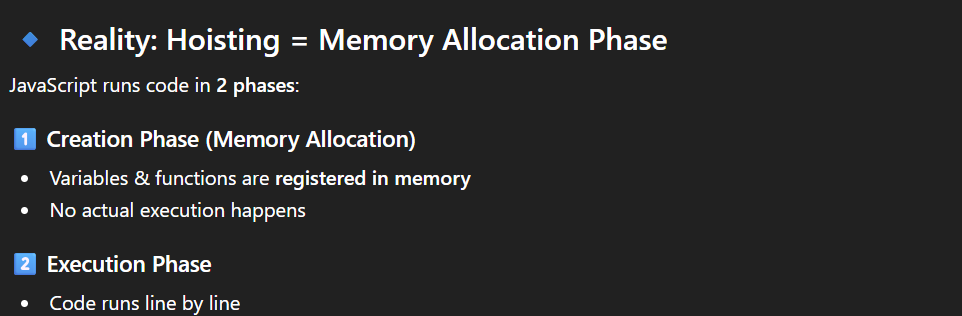 🔹 Reality: Hoisting = Memory Allocation Phase
JavaScript runs code in 2 phases:
1️⃣ Creation Phase (Memory Allocation)
• Variables & functions are registered in memory
• No actual execution happens
2️⃣ Execution Phase
• Code runs line by line